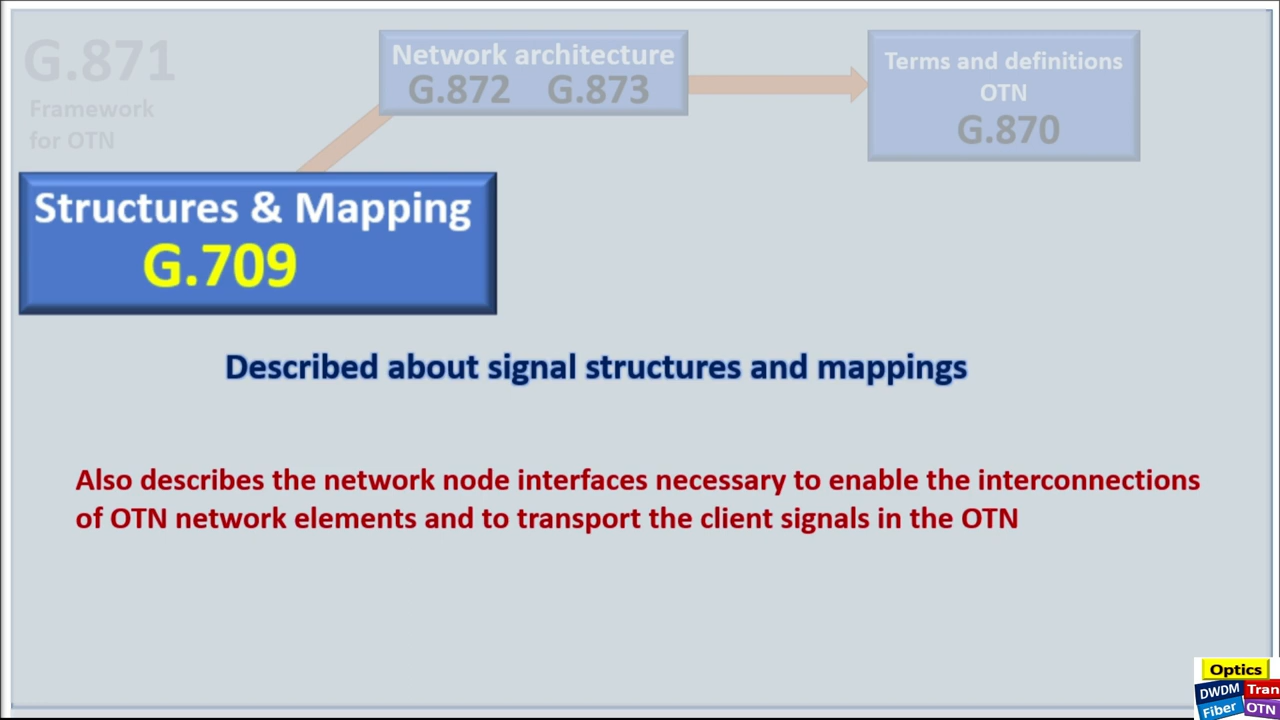 G.871
Framework
for OTN
Network architecture
G.872 G.873
Terms and definitions
OTN
G.870
Structures & Mapping
G.709
Described about signal structures and mappings
Also describes the network node interfaces necessary to enable the interconnections
of OTN network elements and to transport the client signals in the OTN
Optics
DWDM Tran
Fiber OTN